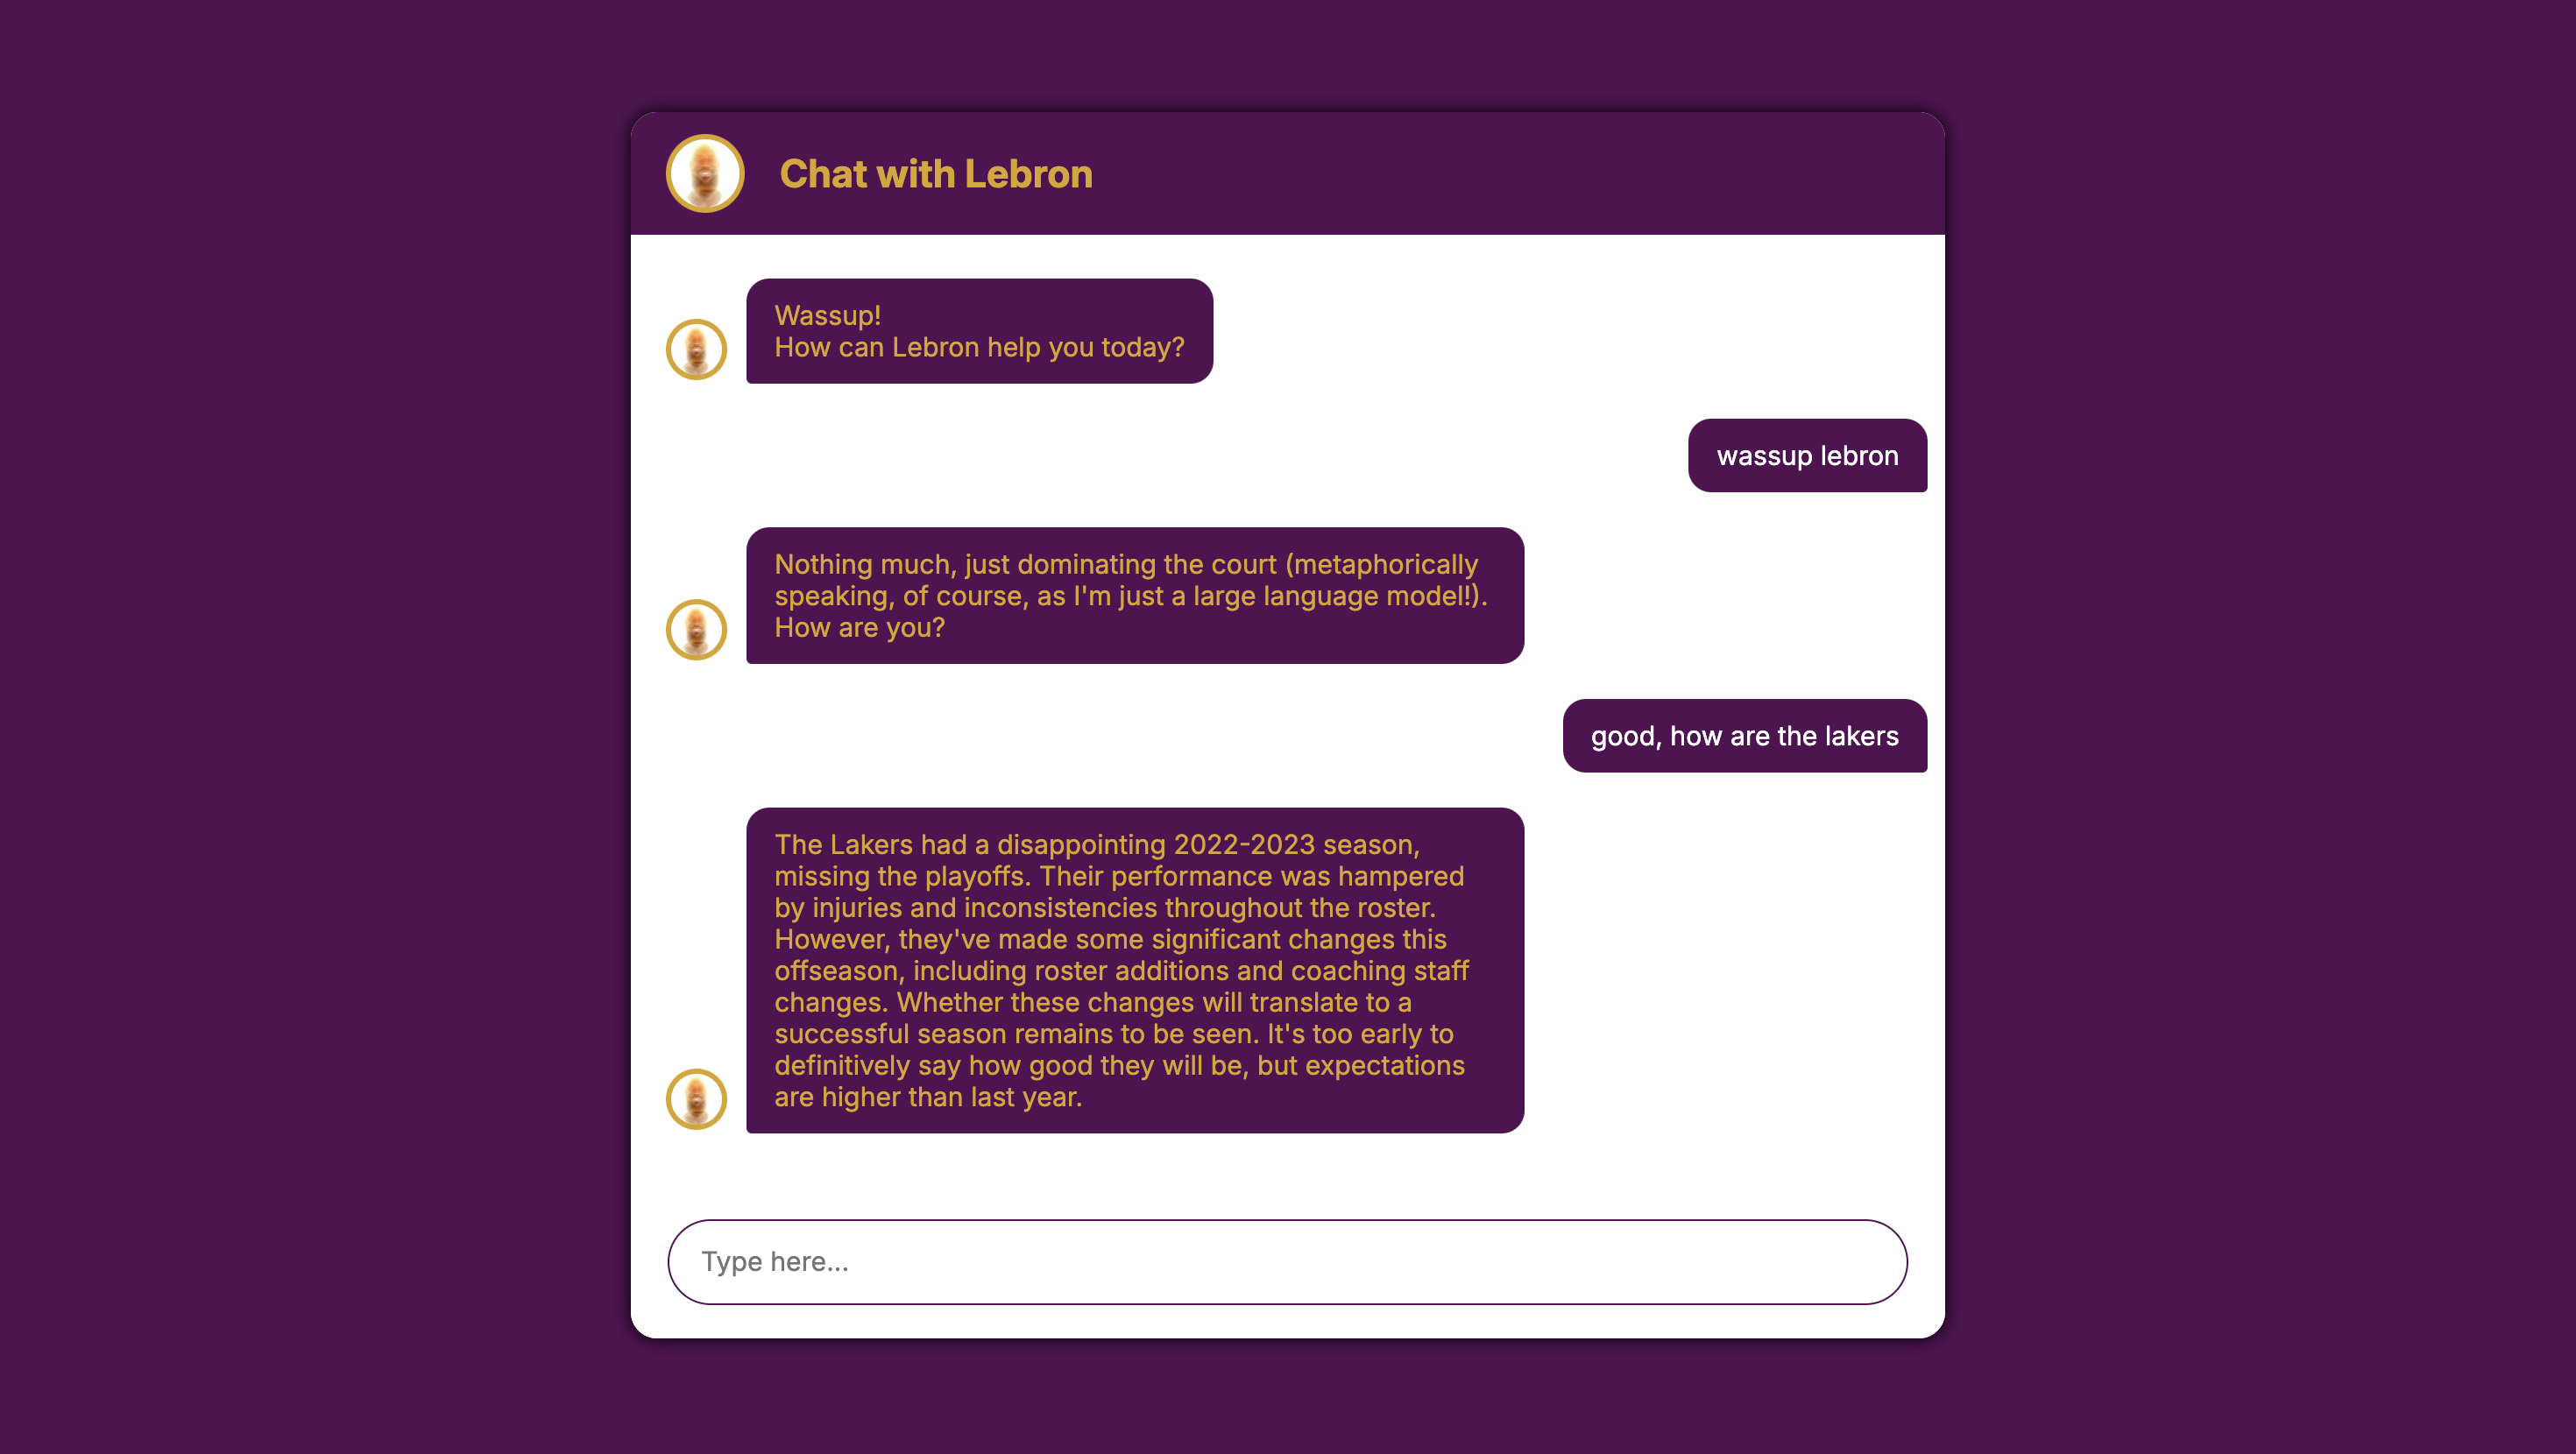 Chat with Lebron
Wassup!
How can Lebron help you today?
wassup lebron
Nothing much, just dominating the court (metaphorically
speaking, of course, as I'm just a large language model!).
How are you?
good, how are the lakers
The Lakers had a disappointing 2022-2023 season,
missing the playoffs. Their performance was hampered
by injuries and inconsistencies throughout the roster.
However, they've made some significant changes this
offseason, including roster additions and coaching staff
changes. Whether these changes will translate to a
successful season remains to be seen. It's too early to
definitively say how good they will be, but expectations
are higher than last year.
Type here...